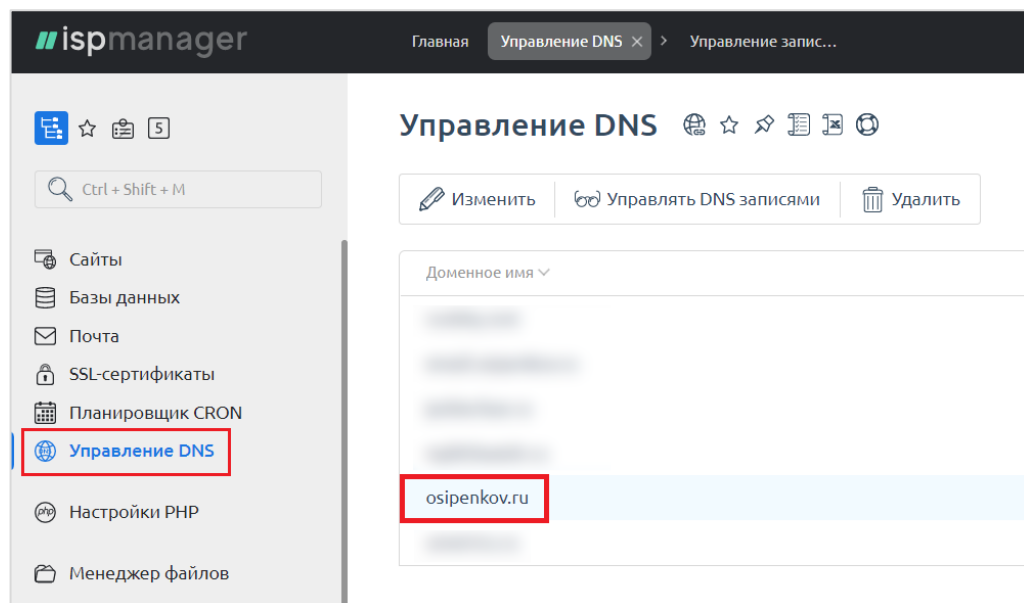 ispmanager
Главная Управление DNS × > Управление запис...
5
Ctrl + Shift + M
Сайты
Базы данных
Почта
SSL-сертификаты
Планировщик CRON
Управление DNS
php Настройки PHP
Менеджер файлов
Управление DNS
Изменить Управлять DNS записями Удалить
Доменное имя
osipenkov.ru